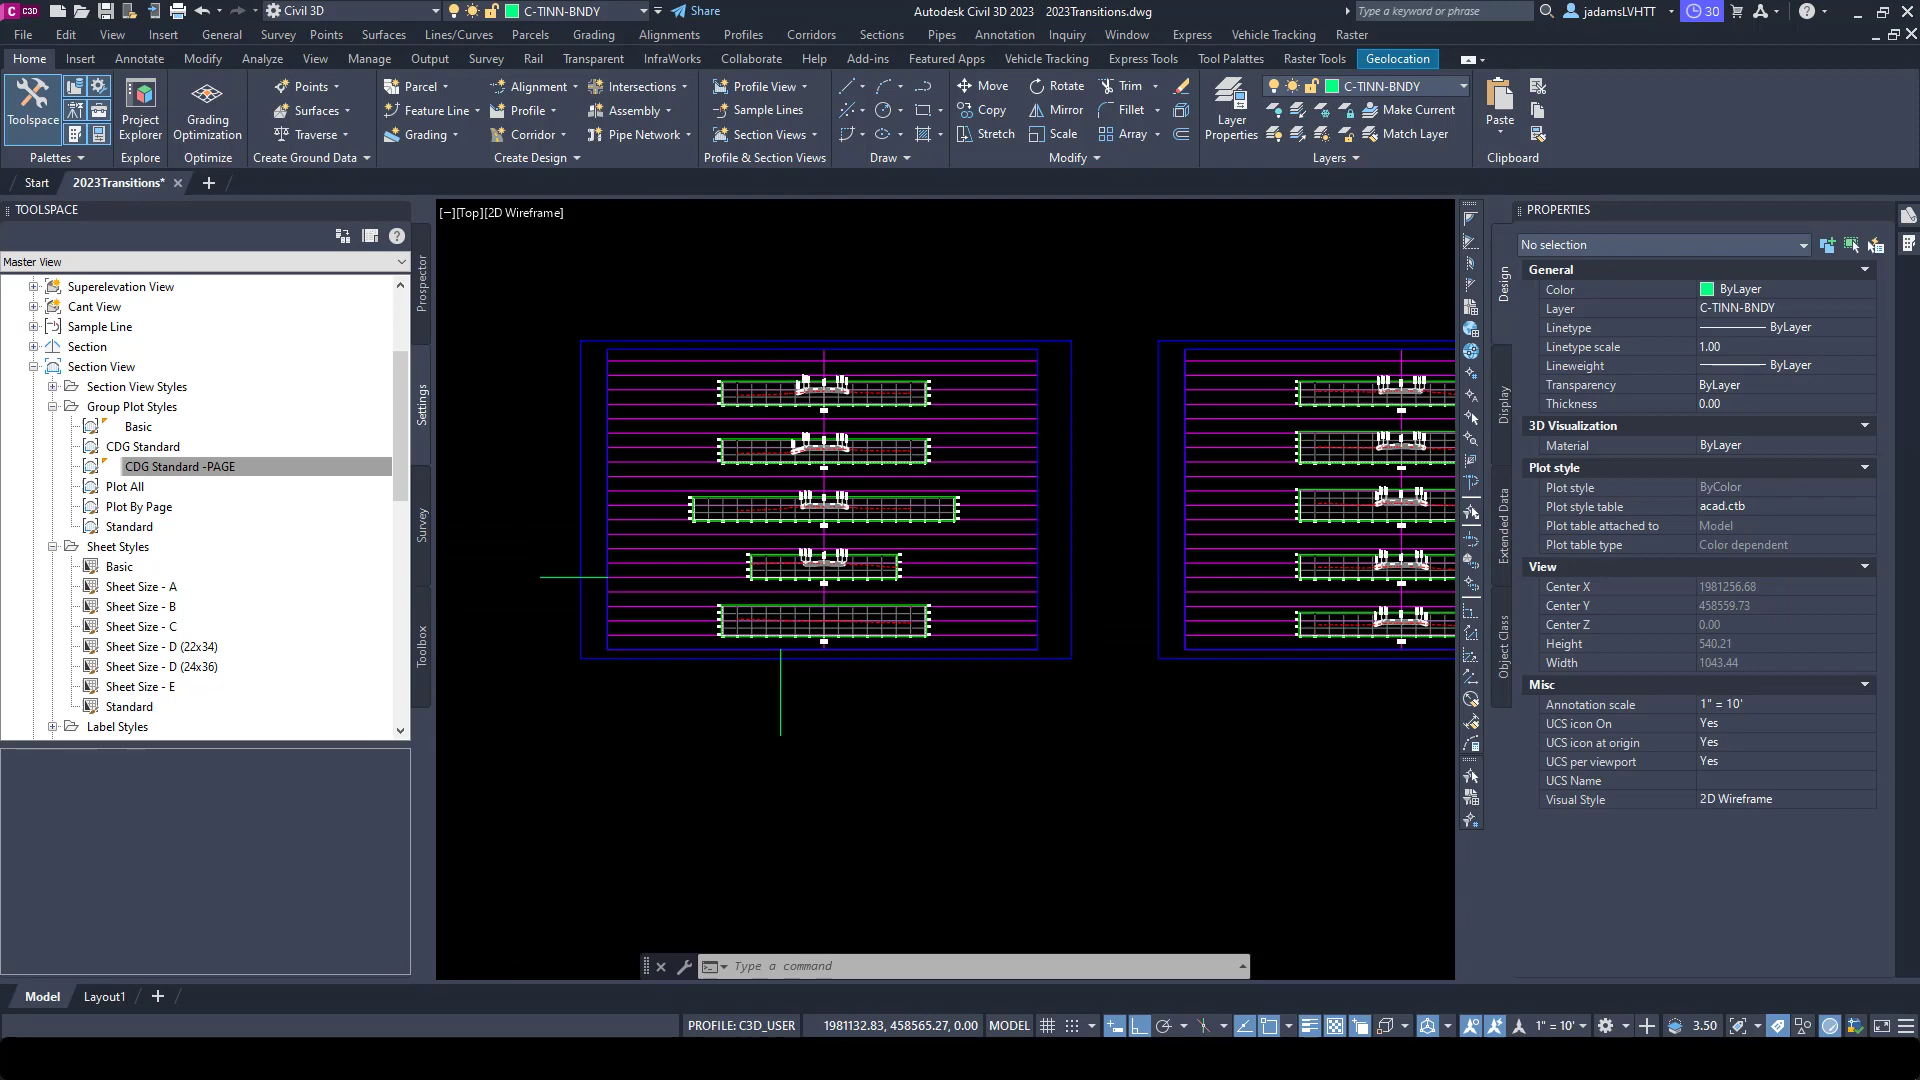 C C3D Civil 3D C-TINN-BNDY Share Autodesk Civil 3D 2023 2023Transitions.dwg Type a keyword or phrase jadamsLVHTT 30
File Edit View Insert General Survey Points Surfaces Lines/Curves Parcels Grading Alignments Profiles Corridors Sections Pipes Annotation Inquiry Window Express Vehicle Tracking Raster
Home Insert Annotate Modify Analyze View Manage Output Survey Rail Transparent InfraWorks Collaborate Help Add-ins Featured Apps Vehicle Tracking Express Tools Tool Palettes Raster Tools Geolocation
Points Parcel Alignment Intersections Profile View Move Rotate Trim C-TINN-BNDY
Toolspace Project Explorer Grading Optimization Surfaces Feature Line Profile Assembly Sample Lines Copy Mirror Fillet Layer Properties Make Current Paste
Traverse Grading Corridor Pipe Network Section Views Stretch Scale Array Match Layer
Palettes Explore Optimize Create Ground Data Create Design Profile & Section Views Draw Modify Layers Clipboard
Start 2023Transitions*
TOOLSPACE
Master View
Superelevation View
Cant View
Sample Line
Section
Section View
Section View Styles
Group Plot Styles
Basic
CDG Standard
CDG Standard -PAGE
Plot All
Plot By Page
Standard
Sheet Styles
Basic
Sheet Size - A
Sheet Size - B
Sheet Size - C
Sheet Size - D (22x34)
Sheet Size - D (24x36)
Sheet Size - E
Standard
Label Styles
Prospector
Settings
Survey
Toolbox
[−][Top][2D Wireframe]
Type a command
Design
Display
Extended Data
Object Class
PROPERTIES
No selection
General
Color ByLayer
Layer C-TINN-BNDY
Linetype ByLayer
Linetype scale 1.00
Lineweight ByLayer
Transparency ByLayer
Thickness 0.00
3D Visualization
Material ByLayer
Plot style
Plot style ByColor
Plot style table acad.ctb
Plot table attached to Model
Plot table type Color dependent
View
Center X 1981256.68
Center Y 458559.73
Center Z 0.00
Height 540.21
Width 1043.44
Misc
Annotation scale 1" = 10'
UCS icon On Yes
UCS icon at origin Yes
UCS per viewport Yes
UCS Name
Visual Style 2D Wireframe
Model Layout1
PROFILE: C3D_USER 1981132.83, 458565.27, 0.00 MODEL 1" = 10' 3.50